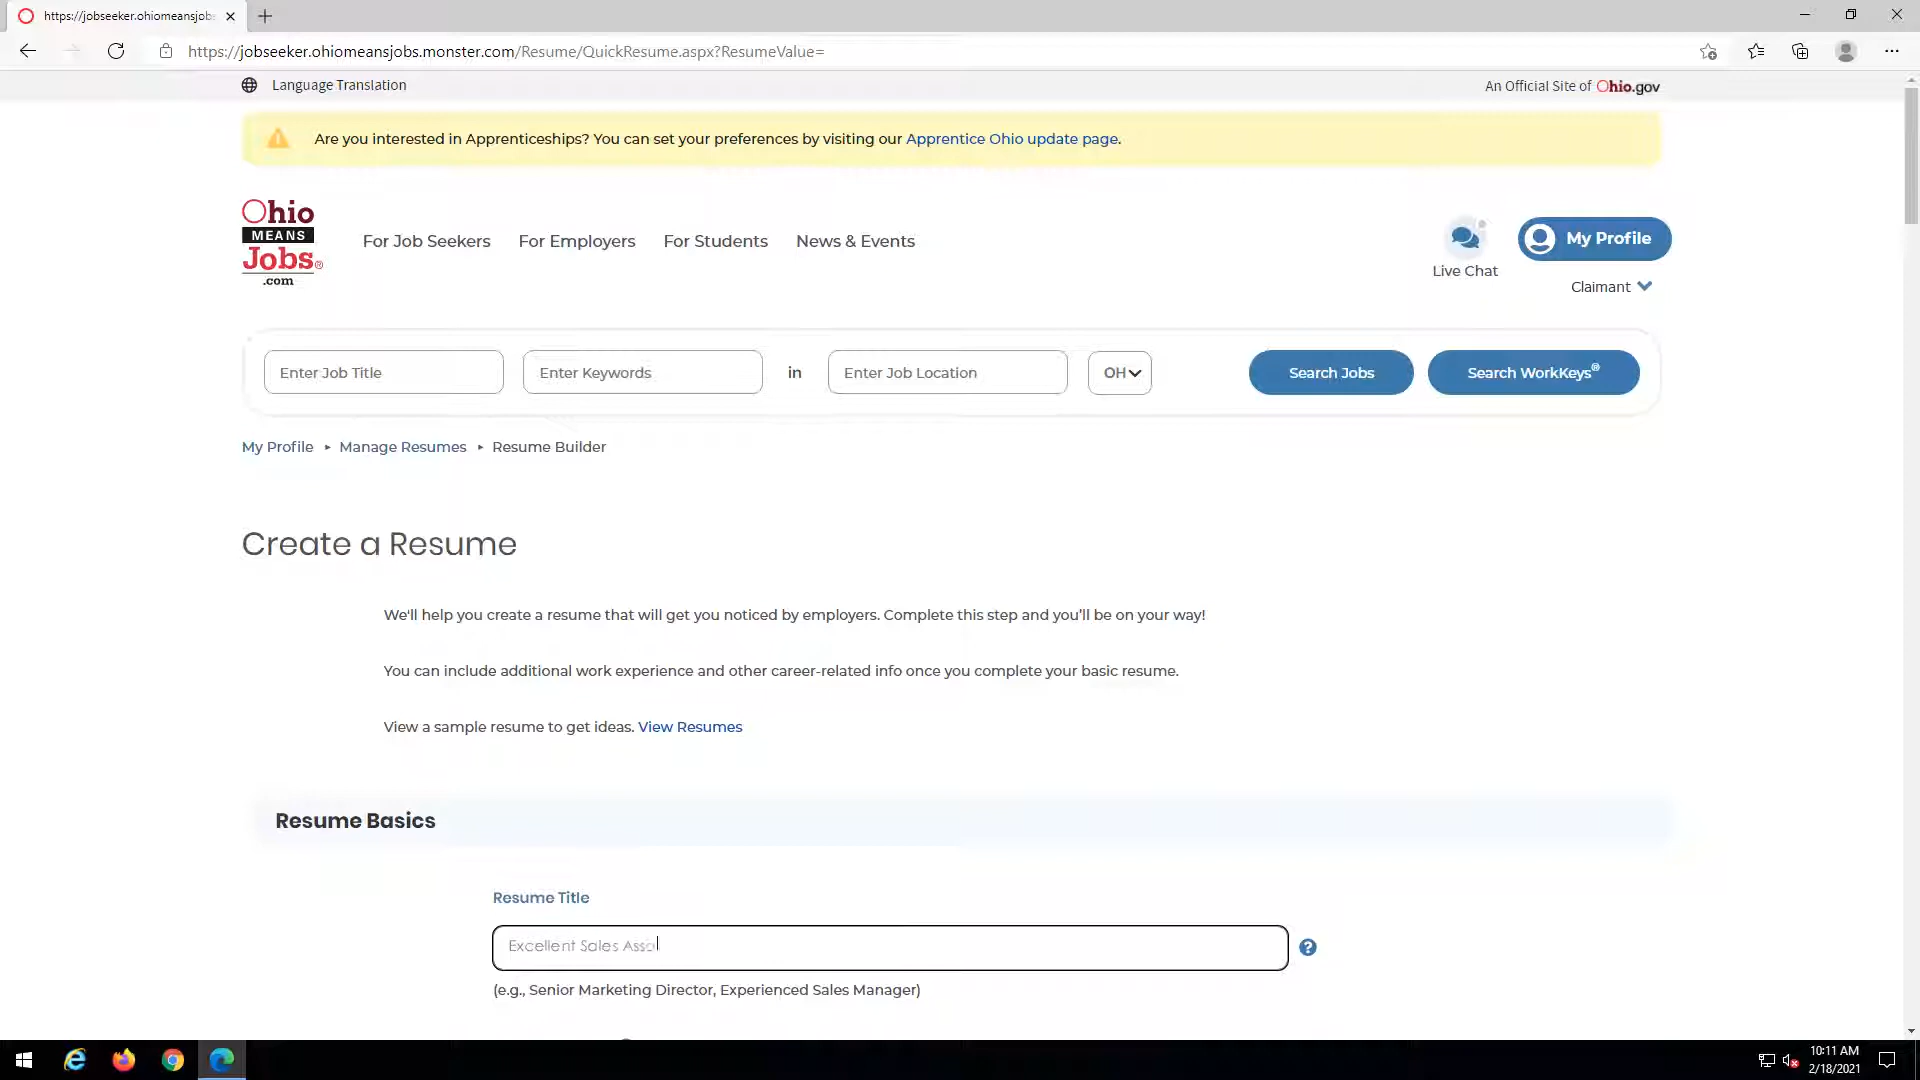 https://jobseeker.ohiomeansjobs
https://jobseeker.ohiomeansjobs.monster.com/Resume/QuickResume.aspx?ResumeValue=
Language Translation
An Official Site of Ohio.gov
Are you interested in Apprenticeships? You can set your preferences by visiting our Apprentice Ohio update page.
Ohio
MEANS
Jobs®
.com
For Job Seekers
For Employers
For Students
News & Events
Live Chat
My Profile
Claimant
Enter Job Title
Enter Keywords
in
Enter Job Location
OH
Search Jobs
Search WorkKeys®
My Profile ▸ Manage Resumes ▸ Resume Builder
Create a Resume
We'll help you create a resume that will get you noticed by employers. Complete this step and you'll be on your way!
You can include additional work experience and other career-related info once you complete your basic resume.
View a sample resume to get ideas. View Resumes
Resume Basics
Resume Title
Excellent Sales Asso
?
(e.g., Senior Marketing Director, Experienced Sales Manager)
10:11 AM
2/18/2021